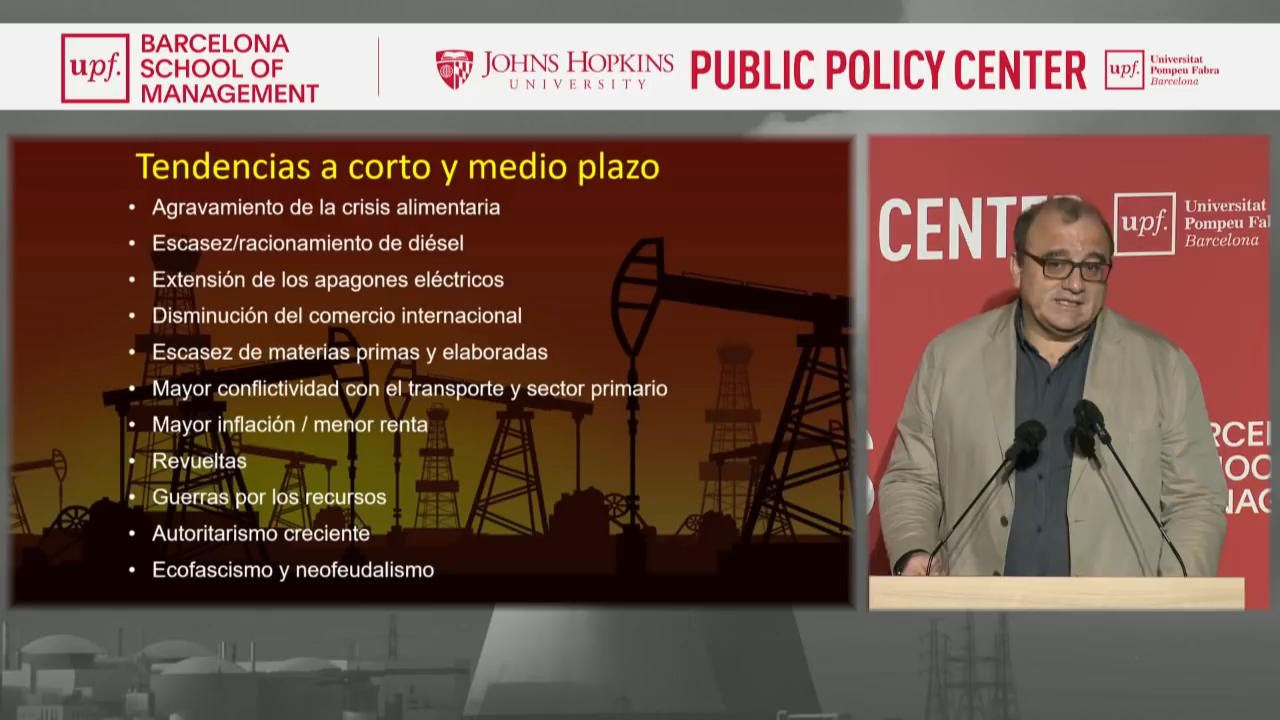 upf.
BARCELONA
SCHOOL OF
MANAGEMENT
JOHNS HOPKINS
UNIVERSITY
PUBLIC POLICY CENTER
upf.
Universitat
Pompeu Fabra
Barcelona
Tendencias a corto y medio plazo
• Agravamiento de la crisis alimentaria
• Escasez/racionamiento de diésel
• Extensión de los apagones eléctricos
• Disminución del comercio internacional
• Escasez de materias primas y elaboradas
• Mayor conflictividad con el transporte y sector primario
• Mayor inflación / menor renta
• Revueltas
• Guerras por los recursos
• Autoritarismo creciente
• Ecofascismo y neofeudalismo
CENT
upf.
Universitat
Pompeu Fa
Barcelona
RCE
NAG